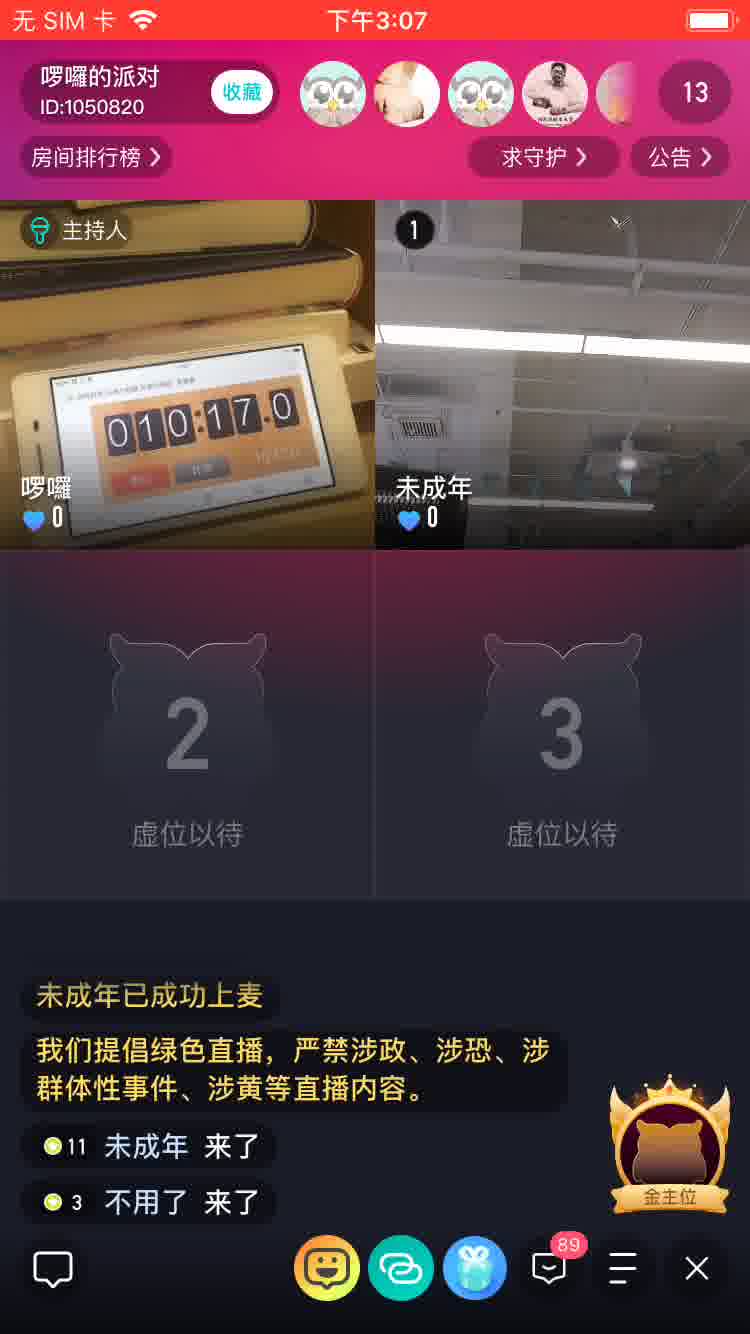 无 SIM 卡
下午3:07
啰囉的派对
ID:1050820
收藏
13
房间排行榜
求守护
公告
主持人
1
010:17.0
啰囉
0
未成年
0
2
3
虚位以待
虚位以待
未成年已成功上麦
我们提倡绿色直播，严禁涉政、涉恐、涉
群体性事件、涉黄等直播内容。
11 未成年 来了
3 不用了 来了
金主位
89